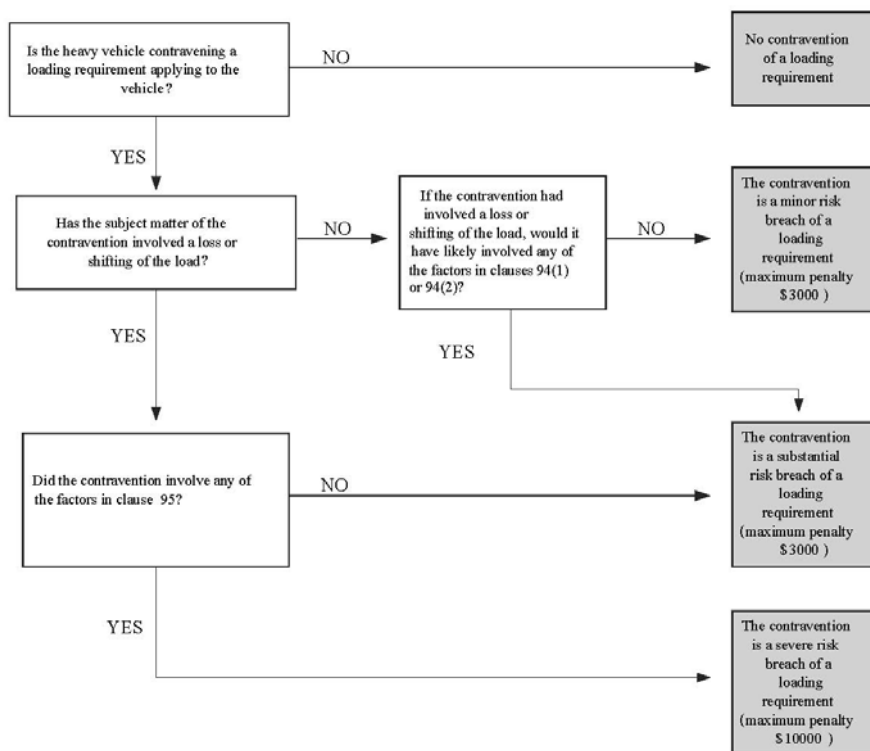 Is the heavy vehicle contravening a
loading requirement applying to the
vehicle ?
NO
No contravention
of a loading
requirement
YES
Has the subject matter of the
contravention involved a loss or
shifting of the load?
NO
If the contravention had
involved a loss or
shifting of the load, would it
have likely involved any of
the factors in clauses 94(1)
or 94(2)?
NO
The contravention
is a minor risk
breach of a
loading
requirement
(maximum penalty
$3000 )
YES
YES
Did the contravention involve any of
the factors in clause 95?
NO
The contravention
is a substantial
risk breach of a
loading
requirement
(maximum penalty
$3000 )
YES
The contravention
is a severe risk
breach of a
loading
requirement
(maximum penalty
$10000 )